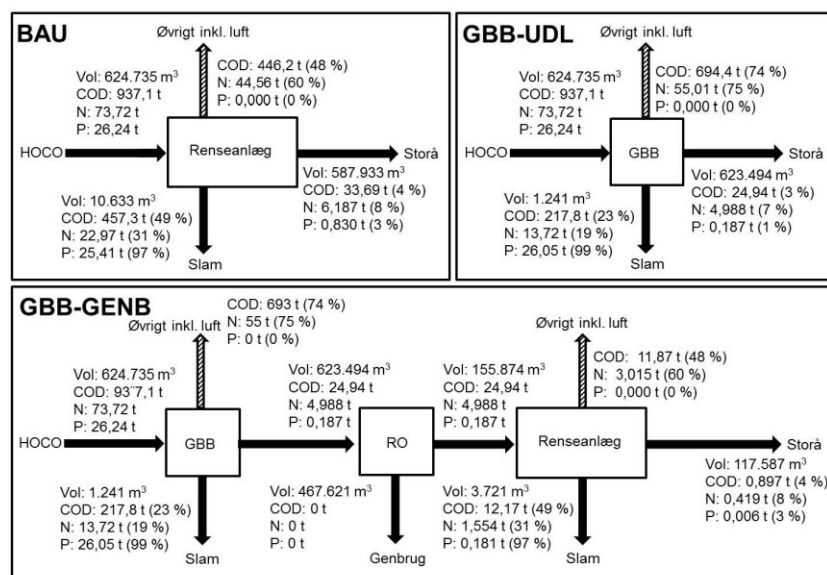 BAU
Øvrigt inkl. luft
COD: 446,2 t (48 %)
N: 44,56 t (60 %)
P: 0,000 t (0 %)
Vol: 624.735 m³
COD: 937,1 t
N: 73,72 t
P: 26,24 t
HOCO
Renseanlæg
Storå
Vol: 587.933 m³
COD: 33,69 t (4 %)
N: 6,187 t (8 %)
P: 0,830 t (3 %)
Vol: 10.633 m³
COD: 457,3 t (49 %)
N: 22,97 t (31 %)
P: 25,41 t (97 %)
Slam
GBB-UDL
Øvrigt inkl. luft
COD: 694,4 t (74 %)
N: 55,01 t (75 %)
P: 0,000 t (0 %)
Vol: 624.735 m³
COD: 937,1 t
N: 73,72 t
P: 26,24 t
HOCO
GBB
Storå
Vol: 623.494 m³
COD: 24,94 t (3 %)
N: 4,988 t (7 %)
P: 0,187 t (1 %)
Vol: 1.241 m³
COD: 217,8 t (23 %)
N: 13,72 t (19 %)
P: 26,05 t (99 %)
Slam
GBB-GENB
COD: 693 t (74 %)
N: 55 t (75 %)
P: 0 t (0 %)
Øvrigt inkl. luft
Vol: 624.735 m³
COD: 93¨7,1 t
N: 73,72 t
P: 26,24 t
HOCO
GBB
Vol: 1.241 m³
COD: 217,8 t (23 %)
N: 13,72 t (19 %)
P: 26,05 t (99 %)
Slam
Vol: 623.494 m³
COD: 24,94 t
N: 4,988 t
P: 0,187 t
RO
Vol: 467.621 m³
COD: 0 t
N: 0 t
P: 0 t
Genbrug
Vol: 155.874 m³
COD: 24,94 t
N: 4,988 t
P: 0,187 t
Øvrigt inkl. luft
COD: 11,87 t (48 %)
N: 3,015 t (60 %)
P: 0,000 t (0 %)
Renseanlæg
Vol: 3.721 m³
COD: 12,17 t (49 %)
N: 1,554 t (31 %)
P: 0,181 t (97 %)
Slam
Storå
Vol: 117.587 m³
COD: 0,897 t (4 %)
N: 0,419 t (8 %)
P: 0,006 t (3 %)